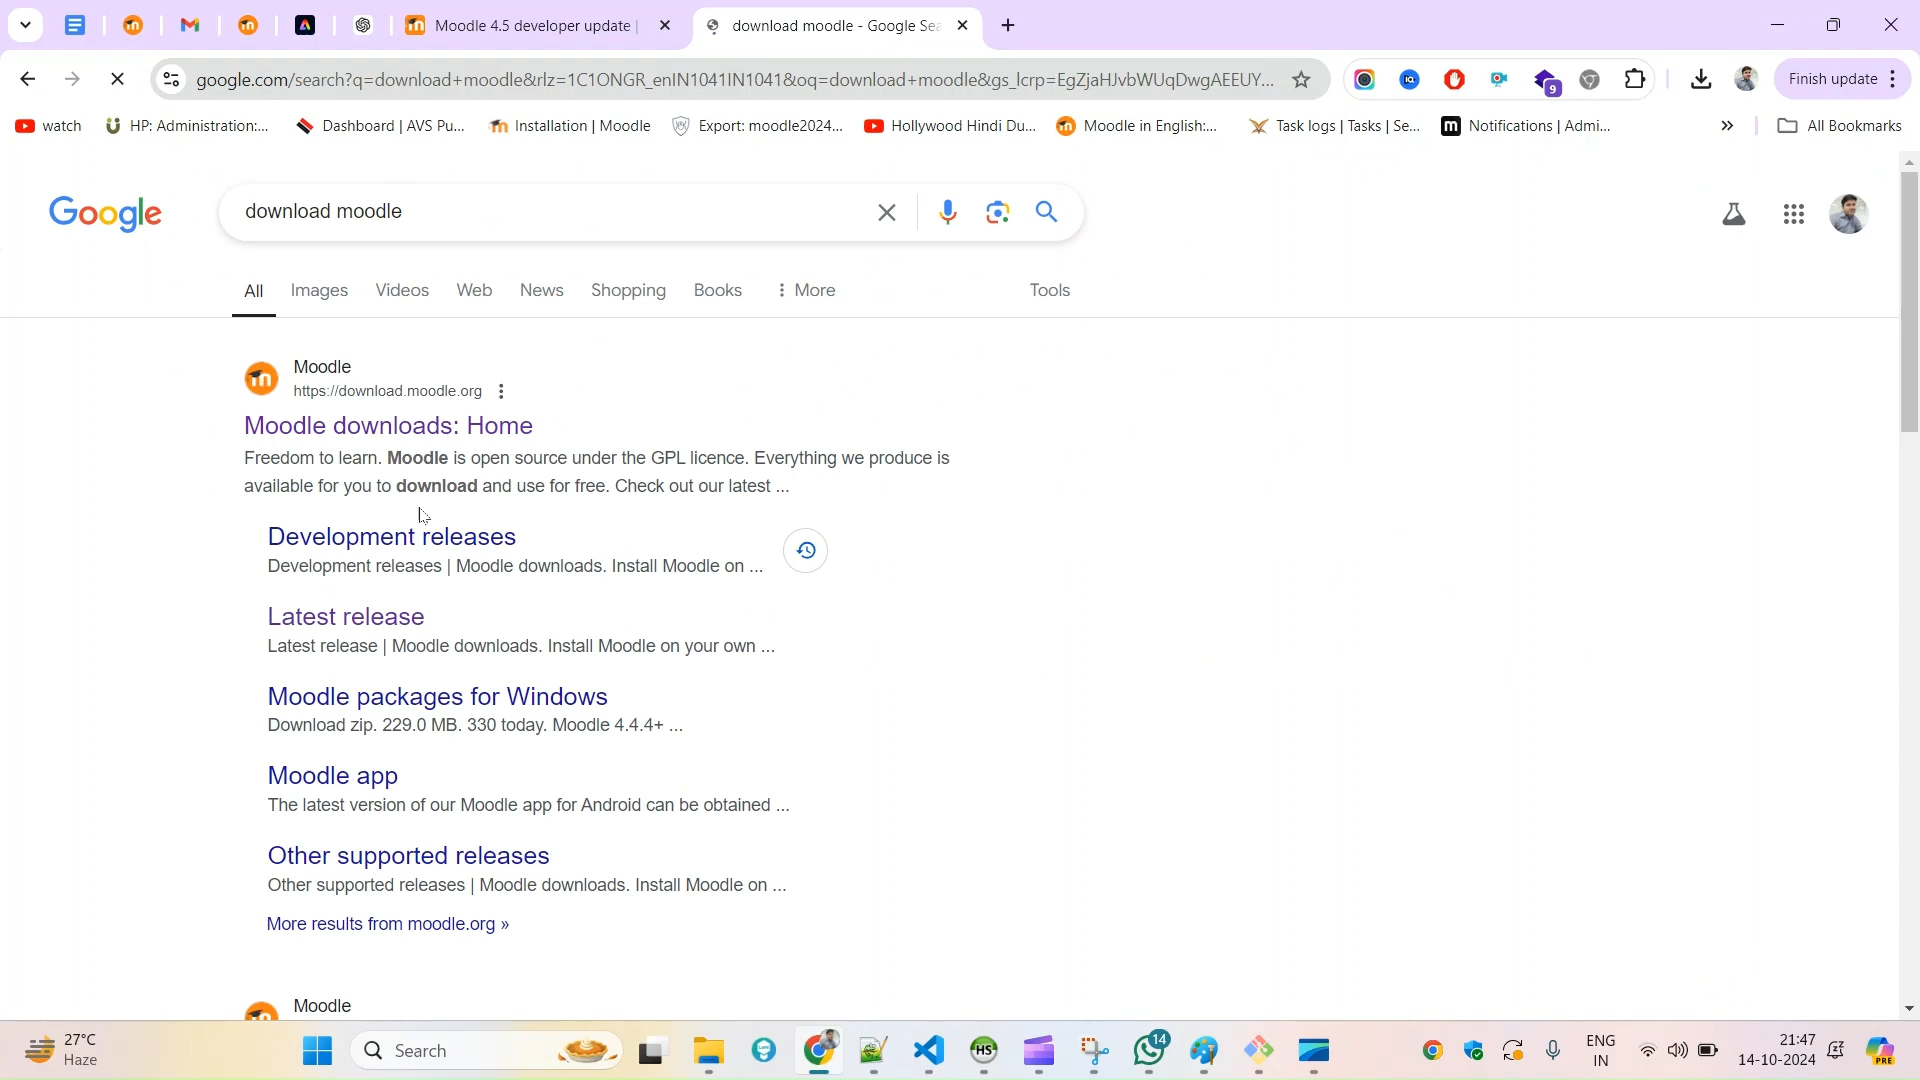 Moodle 4.5 developer update |
download moodle - Google Sea
google.com/search?q=download+moodle&rlz=1C1ONGR_enIN1041IN1041&oq=download+moodle&gs_lcrp=EgZjaHJvbWUqDwgAEEUY...
9
Finish update
watch
HP: Administration:...
Dashboard | AVS Pu...
Installation | Moodle
Export: moodle2024...
Hollywood Hindi Du...
Moodle in English:...
Task logs | Tasks | Se...
Notifications | Admi...
»
All Bookmarks
Google
download moodle
All
Images
Videos
Web
News
Shopping
Books
More
Tools
Moodle
https://download.moodle.org
Moodle downloads: Home
Freedom to learn. Moodle is open source under the GPL licence. Everything we produce is
available for you to download and use for free. Check out our latest ...
Development releases
Development releases | Moodle downloads. Install Moodle on ...
Latest release
Latest release | Moodle downloads. Install Moodle on your own ...
Moodle packages for Windows
Download zip. 229.0 MB. 330 today. Moodle 4.4.4+ ...
Moodle app
The latest version of our Moodle app for Android can be obtained ...
Other supported releases
Other supported releases | Moodle downloads. Install Moodle on ...
More results from moodle.org »
Moodle
27°C
Haze
Search
HS
14
ENG
IN
21:47
14-10-2024
PRE